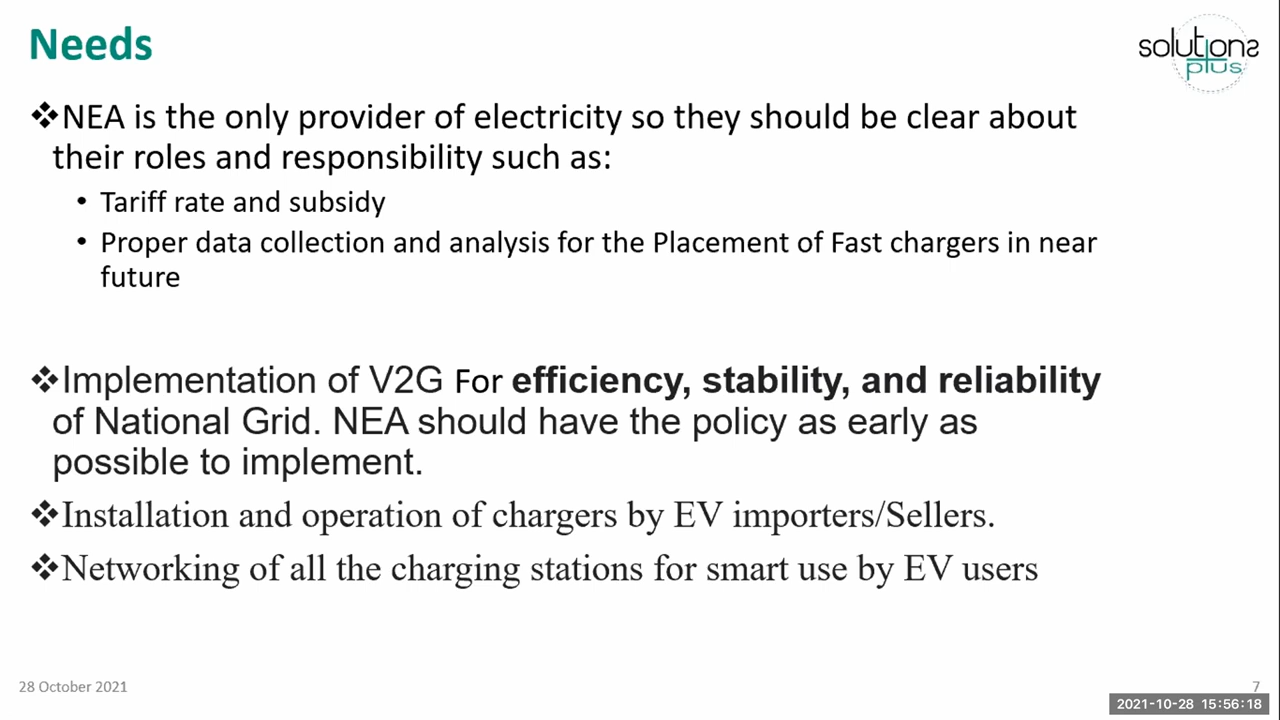 Needs
solutions
plus
❖NEA is the only provider of electricity so they should be clear about
their roles and responsibility such as:
• Tariff rate and subsidy
• Proper data collection and analysis for the Placement of Fast chargers in near
future
❖Implementation of V2G For efficiency, stability, and reliability
of National Grid. NEA should have the policy as early as
possible to implement.
❖Installation and operation of chargers by EV importers/Sellers.
❖Networking of all the charging stations for smart use by EV users
28 October 2021
7
2021-10-28 15:56:18